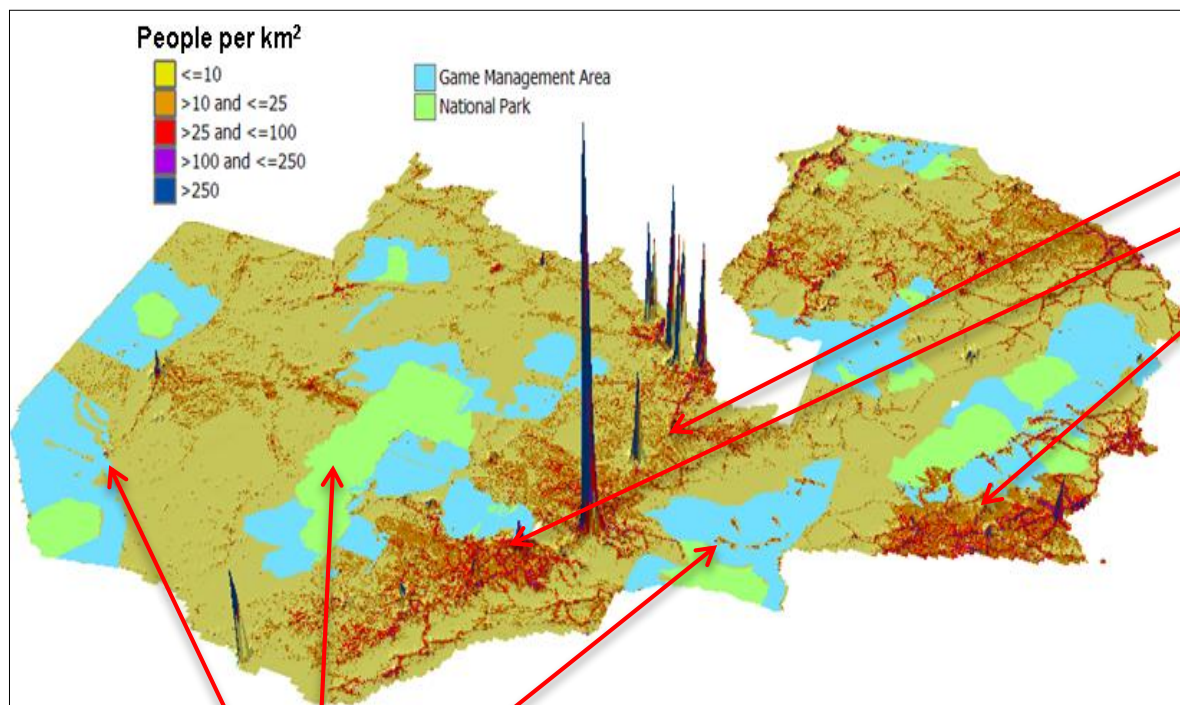 People per km²
<=10
>10 and <=25
>25 and <=100
>100 and <=250
>250
Game Management Area
National Park